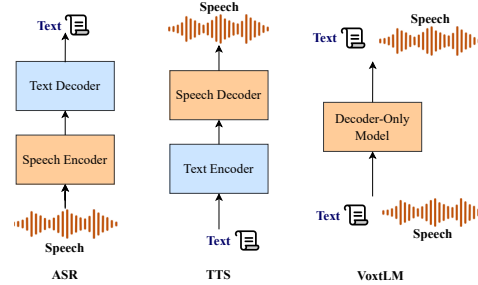 Text
Text Decoder
Speech Encoder
Speech
ASR
Speech
Speech Decoder
Text Encoder
Text
TTS
Speech
Text
Decoder-Only
Model
Text
Speech
VoxtLM